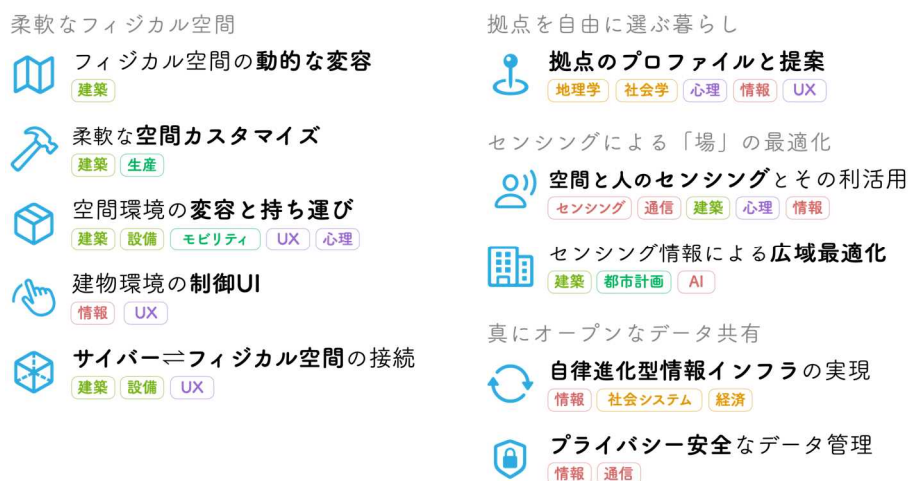 柔軟なフィジカル空間
フィジカル空間の動的な変容
建築
柔軟な空間カスタマイズ
建築 生産
空間環境の変容と持ち運び
建築 設備 モビリティ UX 心理
建物環境の制御UI
情報 UX
サイバー⇌フィジカル空間の接続
建築 設備 UX
拠点を自由に選ぶ暮らし
拠点のプロファイルと提案
地理学 社会学 心理 情報 UX
センシングによる「場」の最適化
空間と人のセンシングとその利活用
センシング 通信 建築 心理 情報
センシング情報による広域最適化
建築 都市計画 AI
真にオープンなデータ共有
自律進化型情報インフラの実現
情報 社会システム 経済
プライバシー安全なデータ管理
情報 通信